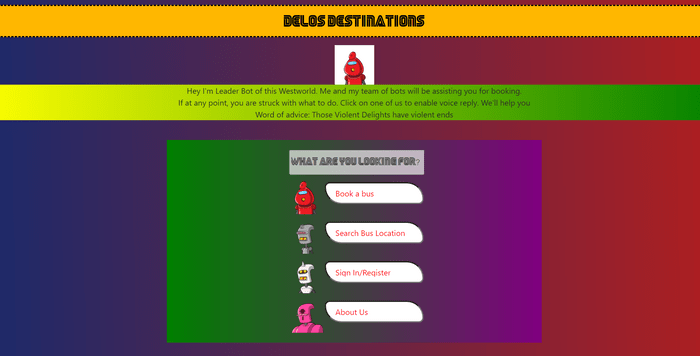 DELOS DESTINATIONS
Hey I'm Leader Bot of this Westworld. Me and my team of bots will be assisting you for booking.
If at any point, you are struck with what to do. Click on one of us to enable voice reply. We'll help you
Word of advice: Those Violent Delights have violent ends
WHAT ARE YOU LOOKING FOR?
Book a bus
Search Bus Location
Sign In/Register
About Us